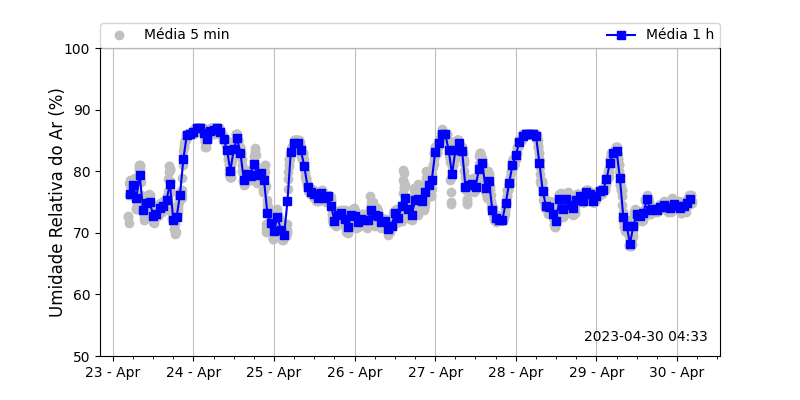 Média 5 min
Média 1 h
Umidade Relativa do Ar (%)
100
90
80
70
60
50
2023-04-30 04:33
23 - Apr
24 - Apr
25 - Apr
26 - Apr
27 - Apr
28 - Apr
29 - Apr
30 - Apr